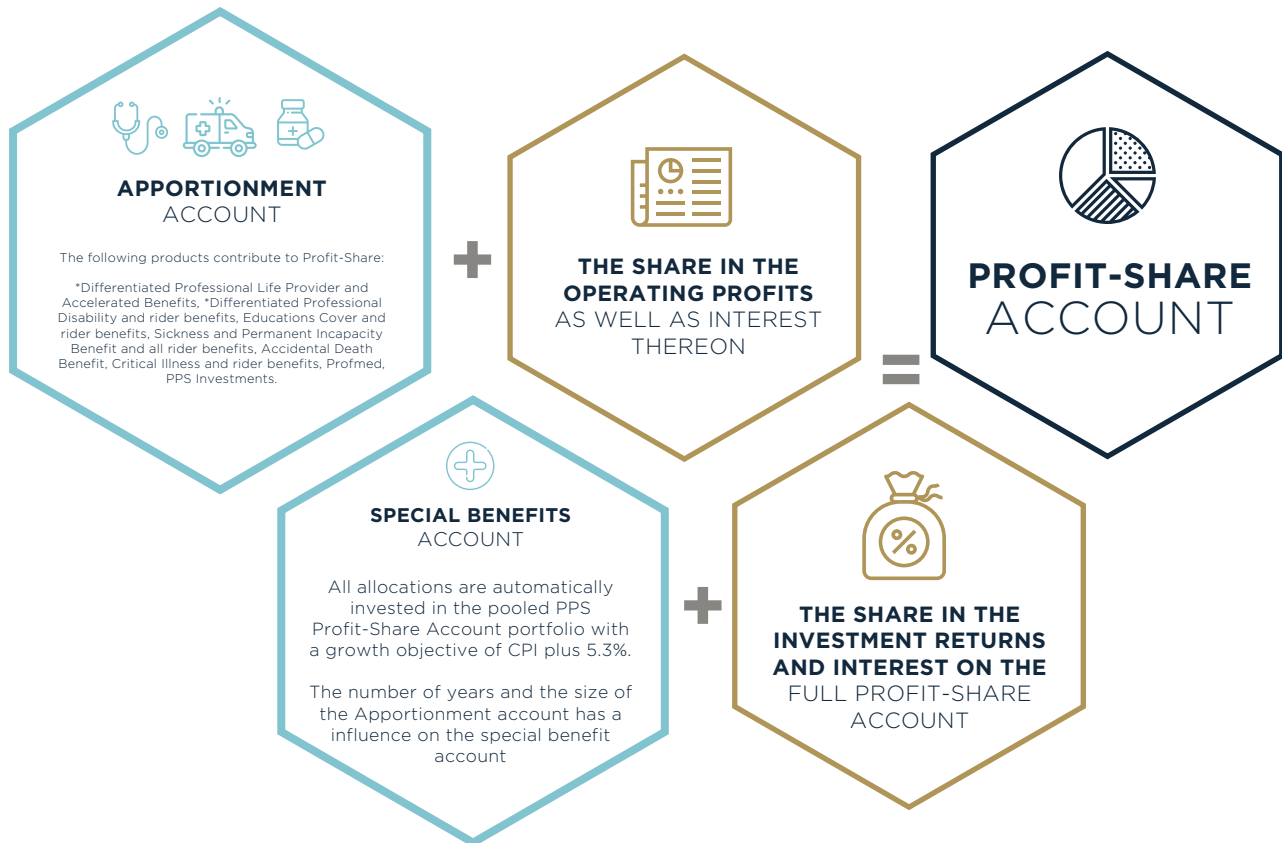 APPORTIONMENT
ACCOUNT
The following products contribute to Profit-Share:
*Differentiated Professional Life Provider and
Accelerated Benefits, *Differentiated Professional
Disability and rider benefits, Educations Cover and
rider benefits, Sickness and Permanent Incapacity
Benefit and all rider benefits, Accidental Death
Benefit, Critical Illness and rider benefits, Profmed,
PPS Investments.
+
THE SHARE IN THE
OPERATING PROFITS
AS WELL AS INTEREST
THEREON
=
PROFIT-SHARE
ACCOUNT
SPECIAL BENEFITS
ACCOUNT
All allocations are automatically
invested in the pooled PPS
Profit-Share Account portfolio with
a growth objective of CPI plus 5.3%.
The number of years and the size of
the Apportionment account has a
influence on the special benefit
account
+
%
THE SHARE IN THE
INVESTMENT RETURNS
AND INTEREST ON THE
FULL PROFIT-SHARE
ACCOUNT